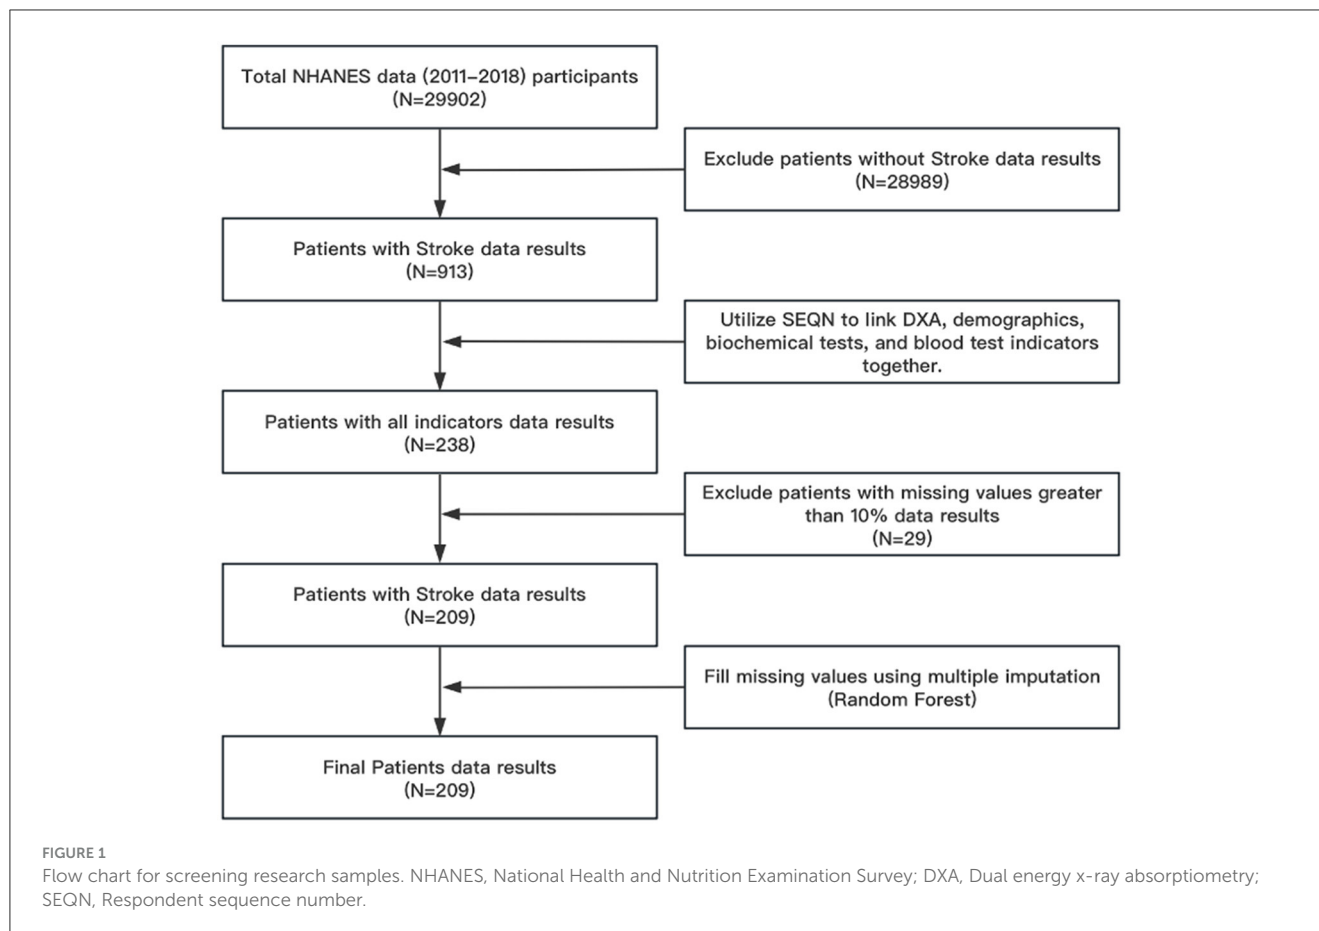 Total NHANES data (2011–2018) participants
(N=29902)
Exclude patients without Stroke data results
(N=28989)
Patients with Stroke data results
(N=913)
Utilize SEQN to link DXA, demographics,
biochemical tests, and blood test indicators
together.
Patients with all indicators data results
(N=238)
Exclude patients with missing values greater
than 10% data results
(N=29)
Patients with Stroke data results
(N=209)
Fill missing values using multiple imputation
(Random Forest)
Final Patients data results
(N=209)
FIGURE 1
Flow chart for screening research samples. NHANES, National Health and Nutrition Examination Survey; DXA, Dual energy x-ray absorptiometry;
SEQN, Respondent sequence number.